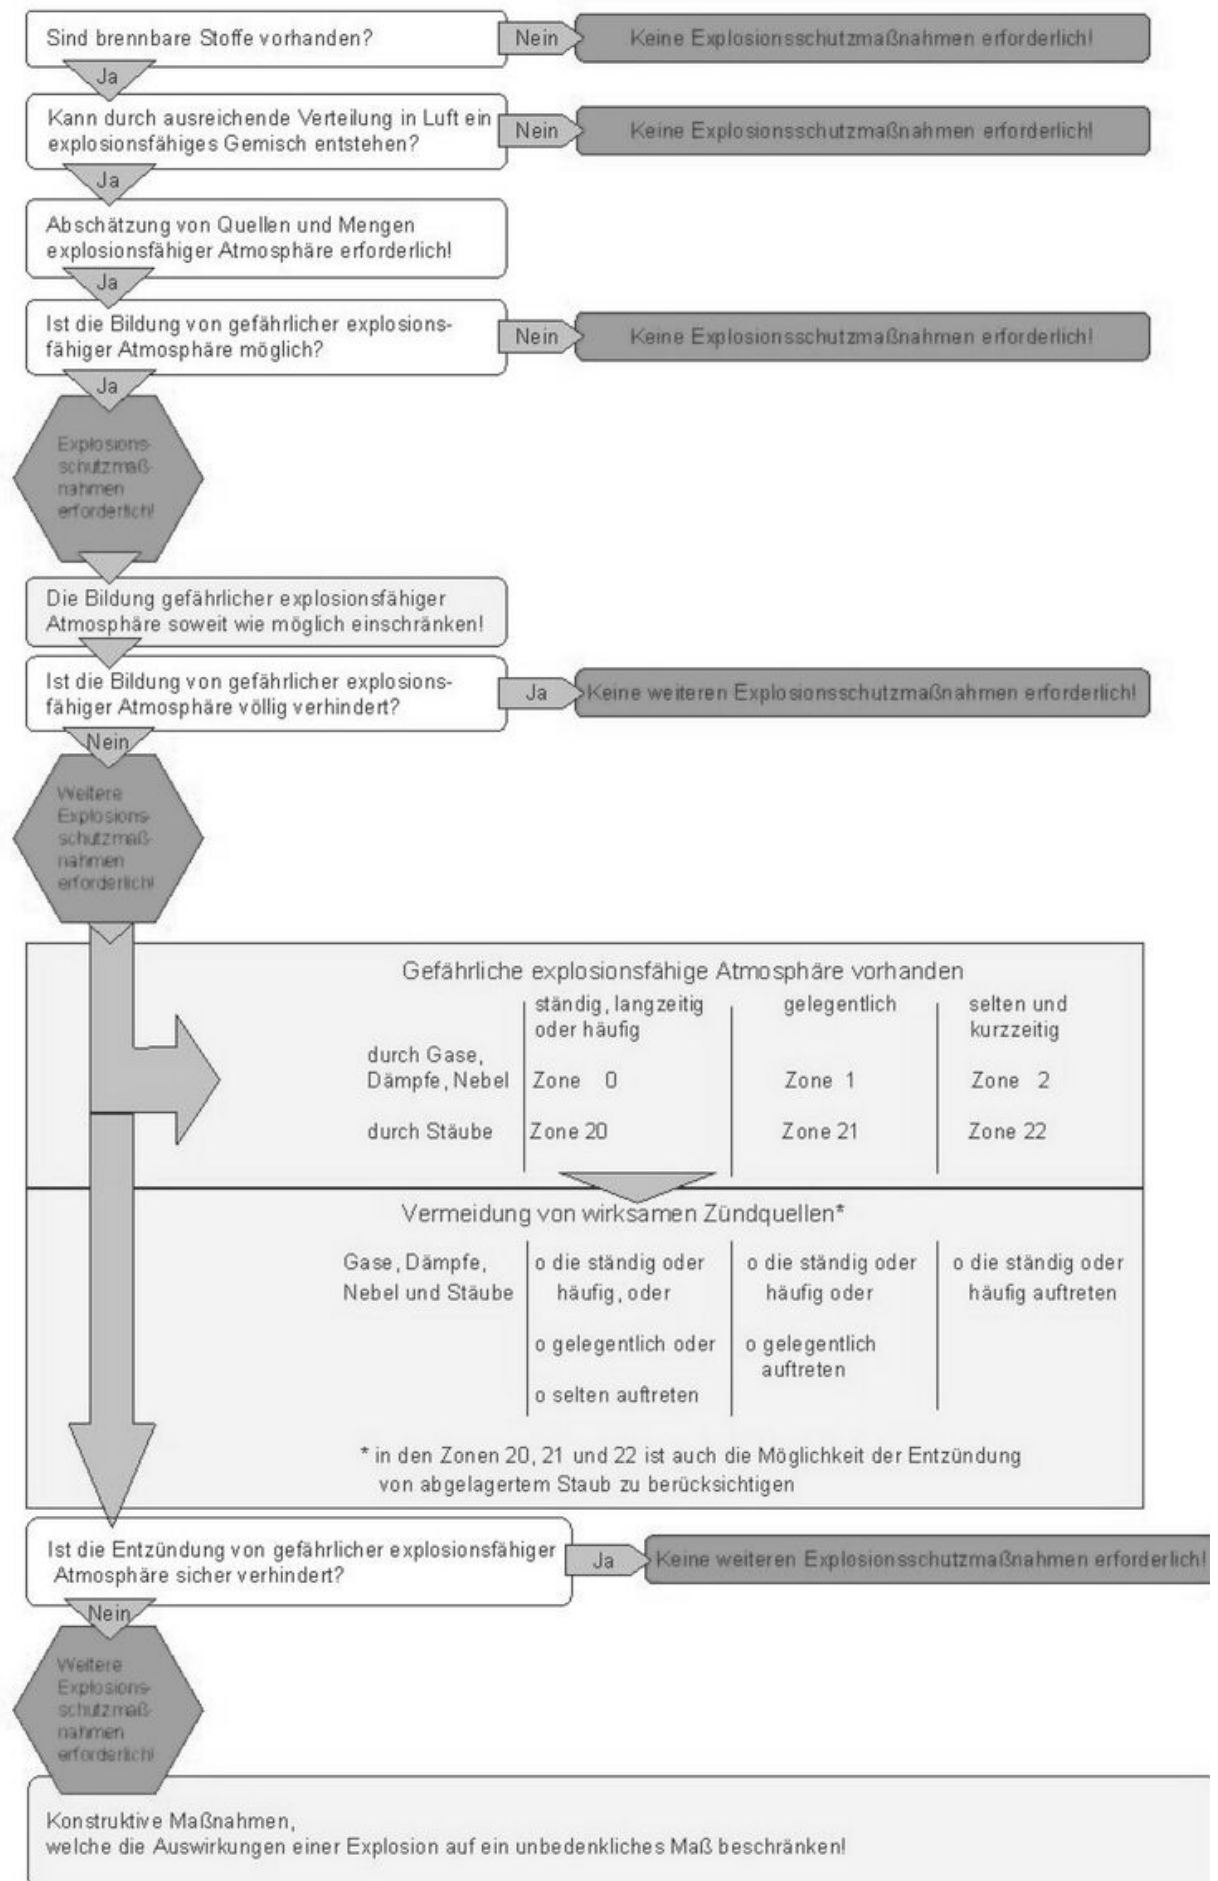 Sind brennbare Stoffe vorhanden?
Nein
Keine Explosionsschutzmaßnahmen erforderlich!
Ja
Kann durch ausreichende Verteilung in Luft ein
explosionsfähiges Gemisch entstehen?
Nein
Keine Explosionsschutzmaßnahmen erforderlich!
Ja
Abschätzung von Quellen und Mengen
explosionsfähiger Atmosphäre erforderlich!
Ja
Ist die Bildung von gefährlicher explosions-
fähiger Atmosphäre möglich?
Nein
Keine Explosionsschutzmaßnahmen erforderlich!
Ja
Explosions-
schutzmaß-
nahmen
erforderlich!
Die Bildung gefährlicher explosionsfähiger
Atmosphäre soweit wie möglich einschränken!
Ist die Bildung von gefährlicher explosions-
fähiger Atmosphäre völlig verhindert?
Ja
Keine weiteren Explosionsschutzmaßnahmen erforderlich!
Nein
Weitere
Explosions-
schutzmaß-
nahmen
erforderlich!
Gefährliche explosionsfähige Atmosphäre vorhanden
ständig, langzeitig
oder häufig
gelegentlich
selten und
kurzzeitig
durch Gase,
Dämpfe, Nebel
Zone 0
Zone 1
Zone 2
durch Stäube
Zone 20
Zone 21
Zone 22
Vermeidung von wirksamen Zündquellen*
Gase, Dämpfe,
Nebel und Stäube
o die ständig oder
häufig, oder
o gelegentlich oder
o selten auftreten
o die ständig oder
häufig oder
o gelegentlich
auftreten
o die ständig oder
häufig auftreten
* in den Zonen 20, 21 und 22 ist auch die Möglichkeit der Entzündung
von abgelagertem Staub zu berücksichtigen
Ist die Entzündung von gefährlicher explosionsfähiger
Atmosphäre sicher verhindert?
Ja
Keine weiteren Explosionsschutzmaßnahmen erforderlich!
Nein
Weitere
Explosions-
schutzmaß-
nahmen
erforderlich!
Konstruktive Maßnahmen,
welche die Auswirkungen einer Explosion auf ein unbedenkliches Maß beschränken!